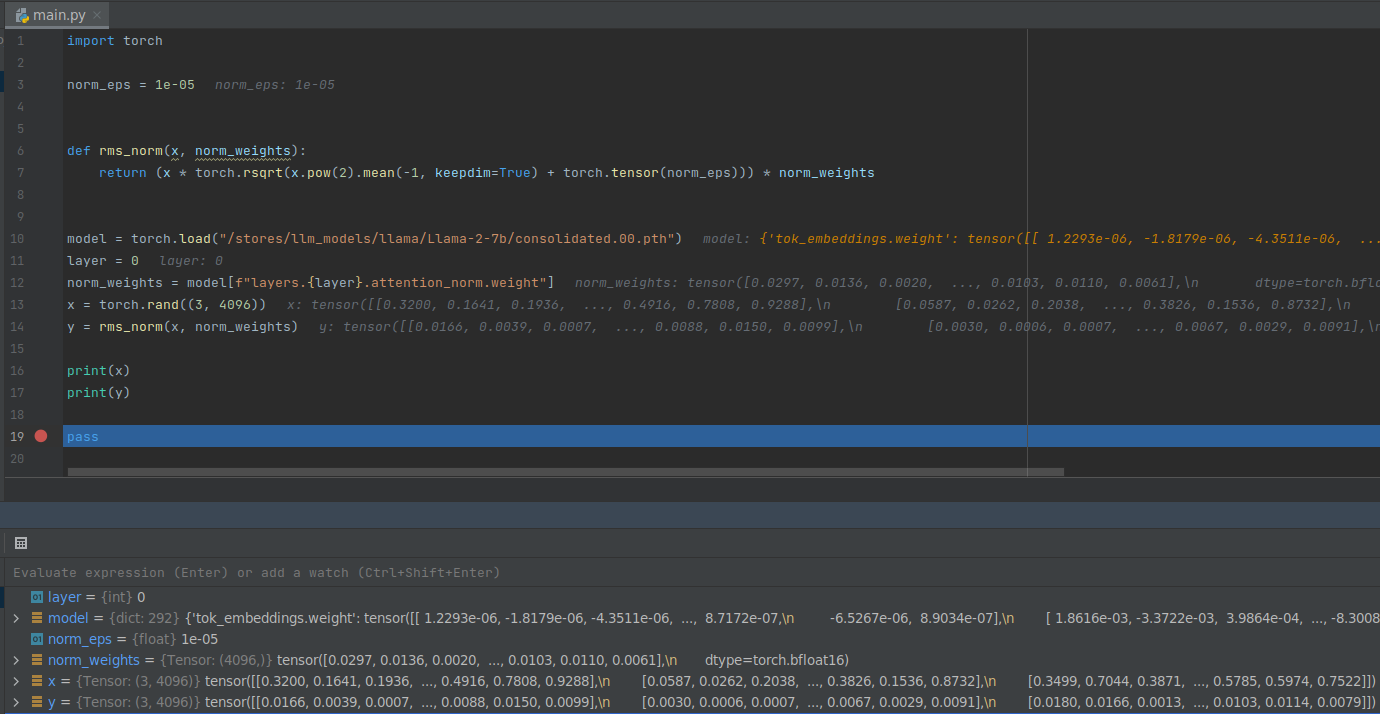 main.py
1 import torch
2
3 norm_eps = 1e-05 norm_eps: 1e-05
4
5
6 def rms_norm(x, norm_weights):
7 return (x * torch.rsqrt(x.pow(2).mean(-1, keepdim=True) + torch.tensor(norm_eps))) * norm_weights
8
9
10 model = torch.load("/stores/llm_models/llama/Llama-2-7b/consolidated.00.pth") model: {'tok_embeddings.weight': tensor([[ 1.2293e-06, -1.8179e-06, -4.3511e-06, ...
11 layer = 0 layer: 0
12 norm_weights = model[f"layers.{layer}.attention_norm.weight"] norm_weights: tensor([0.0297, 0.0136, 0.0020, ..., 0.0103, 0.0110, 0.0061],\n dtype=torch.bflo
13 x = torch.rand((3, 4096)) x: tensor([[0.3200, 0.1641, 0.1936, ..., 0.4916, 0.7808, 0.9288],\n [0.0587, 0.0262, 0.2038, ..., 0.3826, 0.1536, 0.8732],\n
14 y = rms_norm(x, norm_weights) y: tensor([[0.0166, 0.0039, 0.0007, ..., 0.0088, 0.0150, 0.0099],\n [0.0030, 0.0006, 0.0007, ..., 0.0067, 0.0029, 0.0091],\n
15
16 print(x)
17 print(y)
18
19 pass
20
Evaluate expression (Enter) or add a watch (Ctrl+Shift+Enter)
01 layer = {int} 0
model = {dict: 292} {'tok_embeddings.weight': tensor([[ 1.2293e-06, -1.8179e-06, -4.3511e-06, ..., 8.7172e-07,\n -6.5267e-06, 8.9034e-07],\n [ 1.8616e-03, -3.3722e-03, 3.9864e-04, ..., -8.3008
01 norm_eps = {float} 1e-05
norm_weights = {Tensor: (4096,)} tensor([0.0297, 0.0136, 0.0020, ..., 0.0103, 0.0110, 0.0061],\n dtype=torch.bfloat16)
x = {Tensor: (3, 4096)} tensor([[0.3200, 0.1641, 0.1936, ..., 0.4916, 0.7808, 0.9288],\n [0.0587, 0.0262, 0.2038, ..., 0.3826, 0.1536, 0.8732],\n [0.3499, 0.7044, 0.3871, ..., 0.5785, 0.5974, 0.7522]])
y = {Tensor: (3, 4096)} tensor([[0.0166, 0.0039, 0.0007, ..., 0.0088, 0.0150, 0.0099],\n [0.0030, 0.0006, 0.0007, ..., 0.0067, 0.0029, 0.0091],\n [0.0180, 0.0166, 0.0013, ..., 0.0103, 0.0114, 0.0079]])